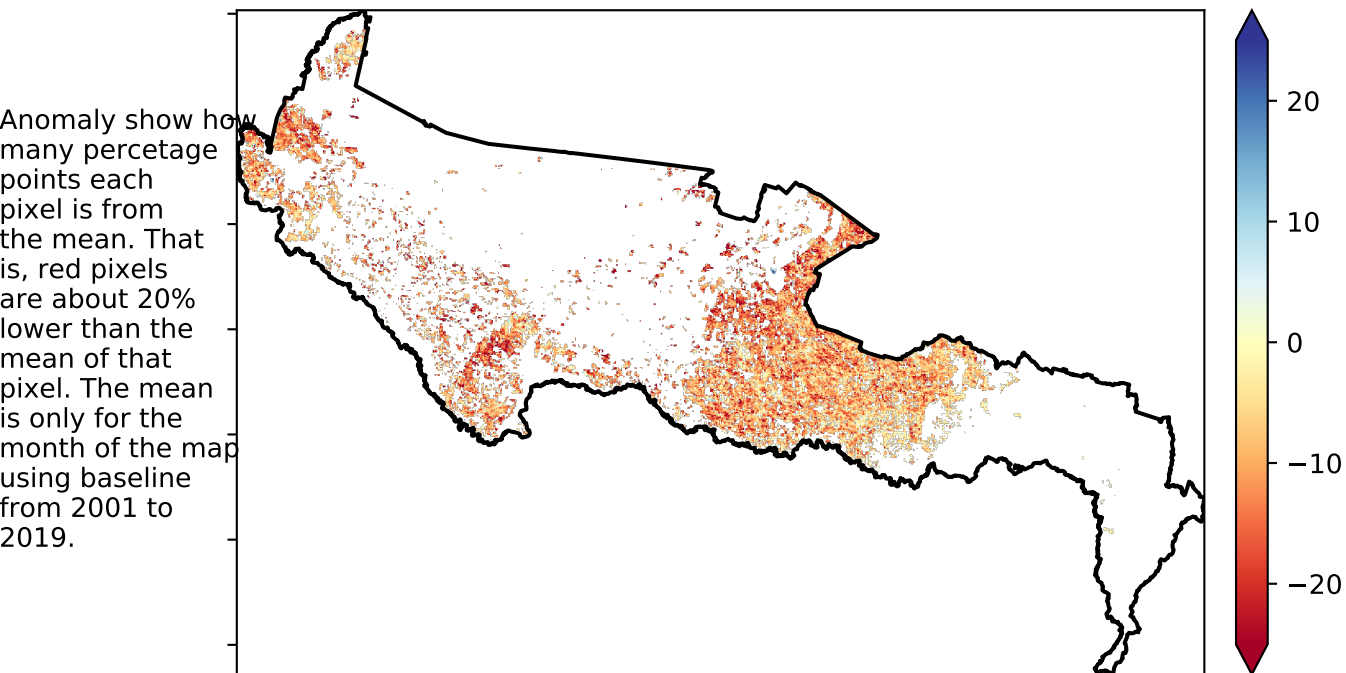 Anomaly show how
many percetage
points each
pixel is from
the mean. That
is, red pixels
are about 20%
lower than the
mean of that
pixel. The mean
is only for the
month of the map
using baseline
from 2001 to
2019.
20
10
0
−10
−20